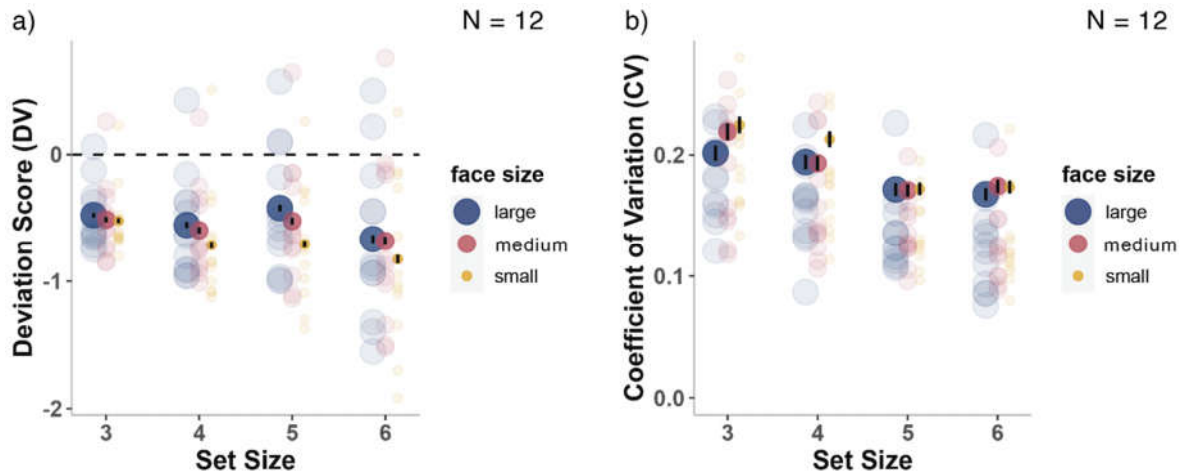 a)
N = 12
Deviation Score (DV)
0
-1
-2
3 4 5 6
Set Size
face size
large
medium
small
b)
N = 12
Coefficient of Variation (CV)
0.2
0.1
0.0
3 4 5 6
Set Size
face size
large
medium
small